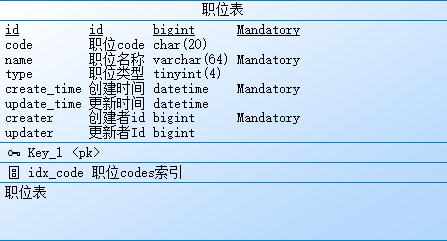 职位表
id id bigint Mandatory
code 职位code char(20)
name 职位名称 varchar(64) Mandatory
type 职位类型 tinyint(4)
create_time 创建时间 datetime Mandatory
update_time 更新时间 datetime
creater 创建者id bigint Mandatory
updater 更新者Id bigint
Key_1 <pk>
idx_code 职位codes索引
职位表